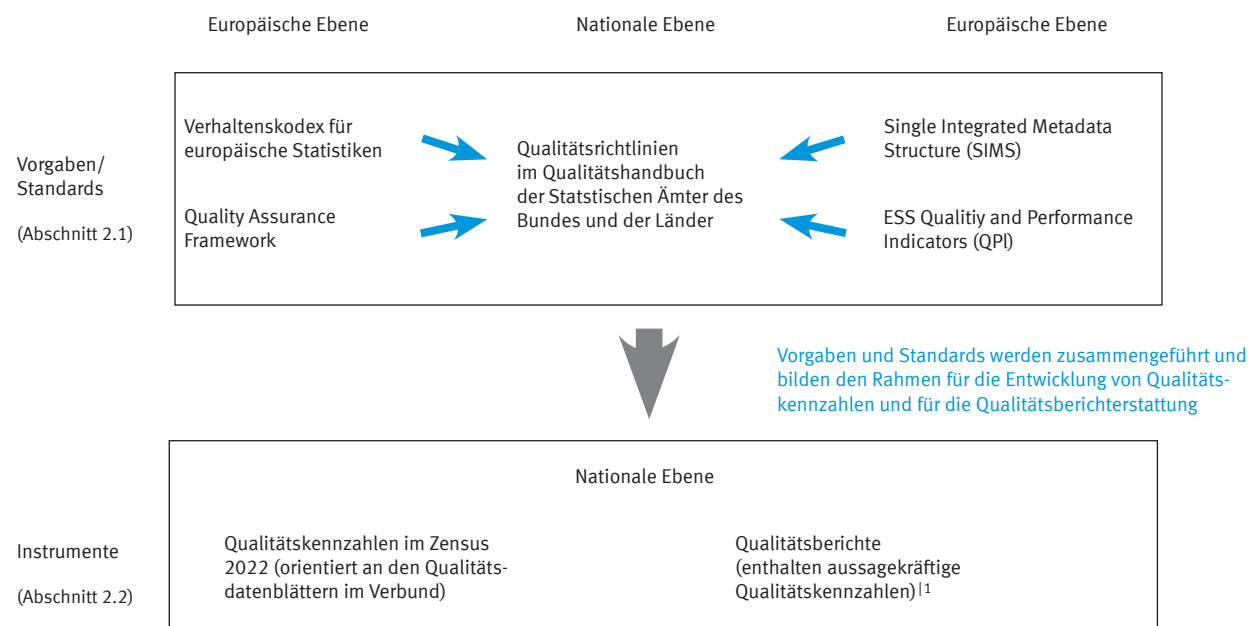 Europäische Ebene
Nationale Ebene
Europäische Ebene
Vorgaben/
Standards
(Abschnitt 2.1)
Verhaltenskodex für
europäische Statistiken
Quality Assurance
Framework
Qualitätsrichtlinien
im Qualitätshandbuch
der Statstischen Ämter des
Bundes und der Länder
Single Integrated Metadata
Structure (SIMS)
ESS Qualitiy and Performance
Indicators (QPI)
Vorgaben und Standards werden zusammengeführt und
bilden den Rahmen für die Entwicklung von Qualitäts-
kennzahlen und für die Qualitätsberichterstattung
Nationale Ebene
Instrumente
(Abschnitt 2.2)
Qualitätskennzahlen im Zensus
2022 (orientiert an den Qualitäts-
datenblättern im Verbund)
Qualitätsberichte
(enthalten aussagekräftige
Qualitätskennzahlen)|1